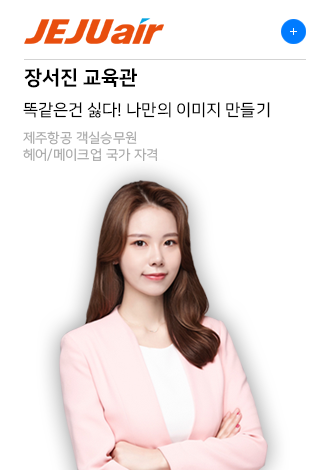 JEJUair
장서진 교육관
똑같은건 싫다! 나만의 이미지 만들기
제주항공 객실승무원
헤어/메이크업 국가 자격